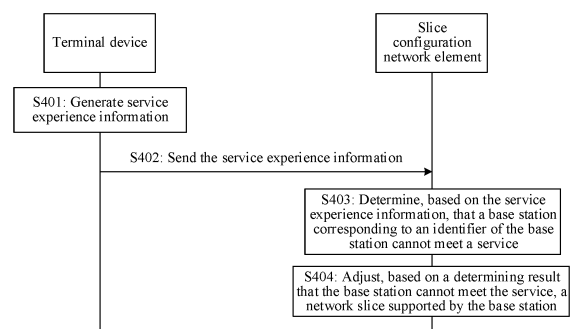 Terminal device
Slice
configuration
network element
S401: Generate service
experience information
S402: Send the service experience information
S403: Determine, based on the service
experience information, that a base station
corresponding to an identifier of the base
station cannot meet a service
S404: Adjust, based on a determining result
that the base station cannot meet the service, a
network slice supported by the base station